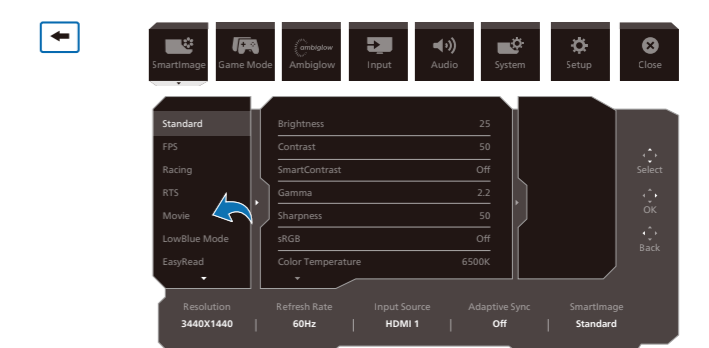 SmartImage Game Mode ambiglow Ambiglow Input Audio System Setup Close
Standard Brightness 25
FPS Contrast 50
Racing SmartContrast Off Select
RTS Gamma 2.2
Movie Sharpness 50 OK
LowBlue Mode sRGB Off Back
EasyRead Color Temperature 6500K
Resolution Refresh Rate Input Source Adaptive Sync SmartImage
3440X1440 | 60Hz | HDMI 1 | Off | Standard